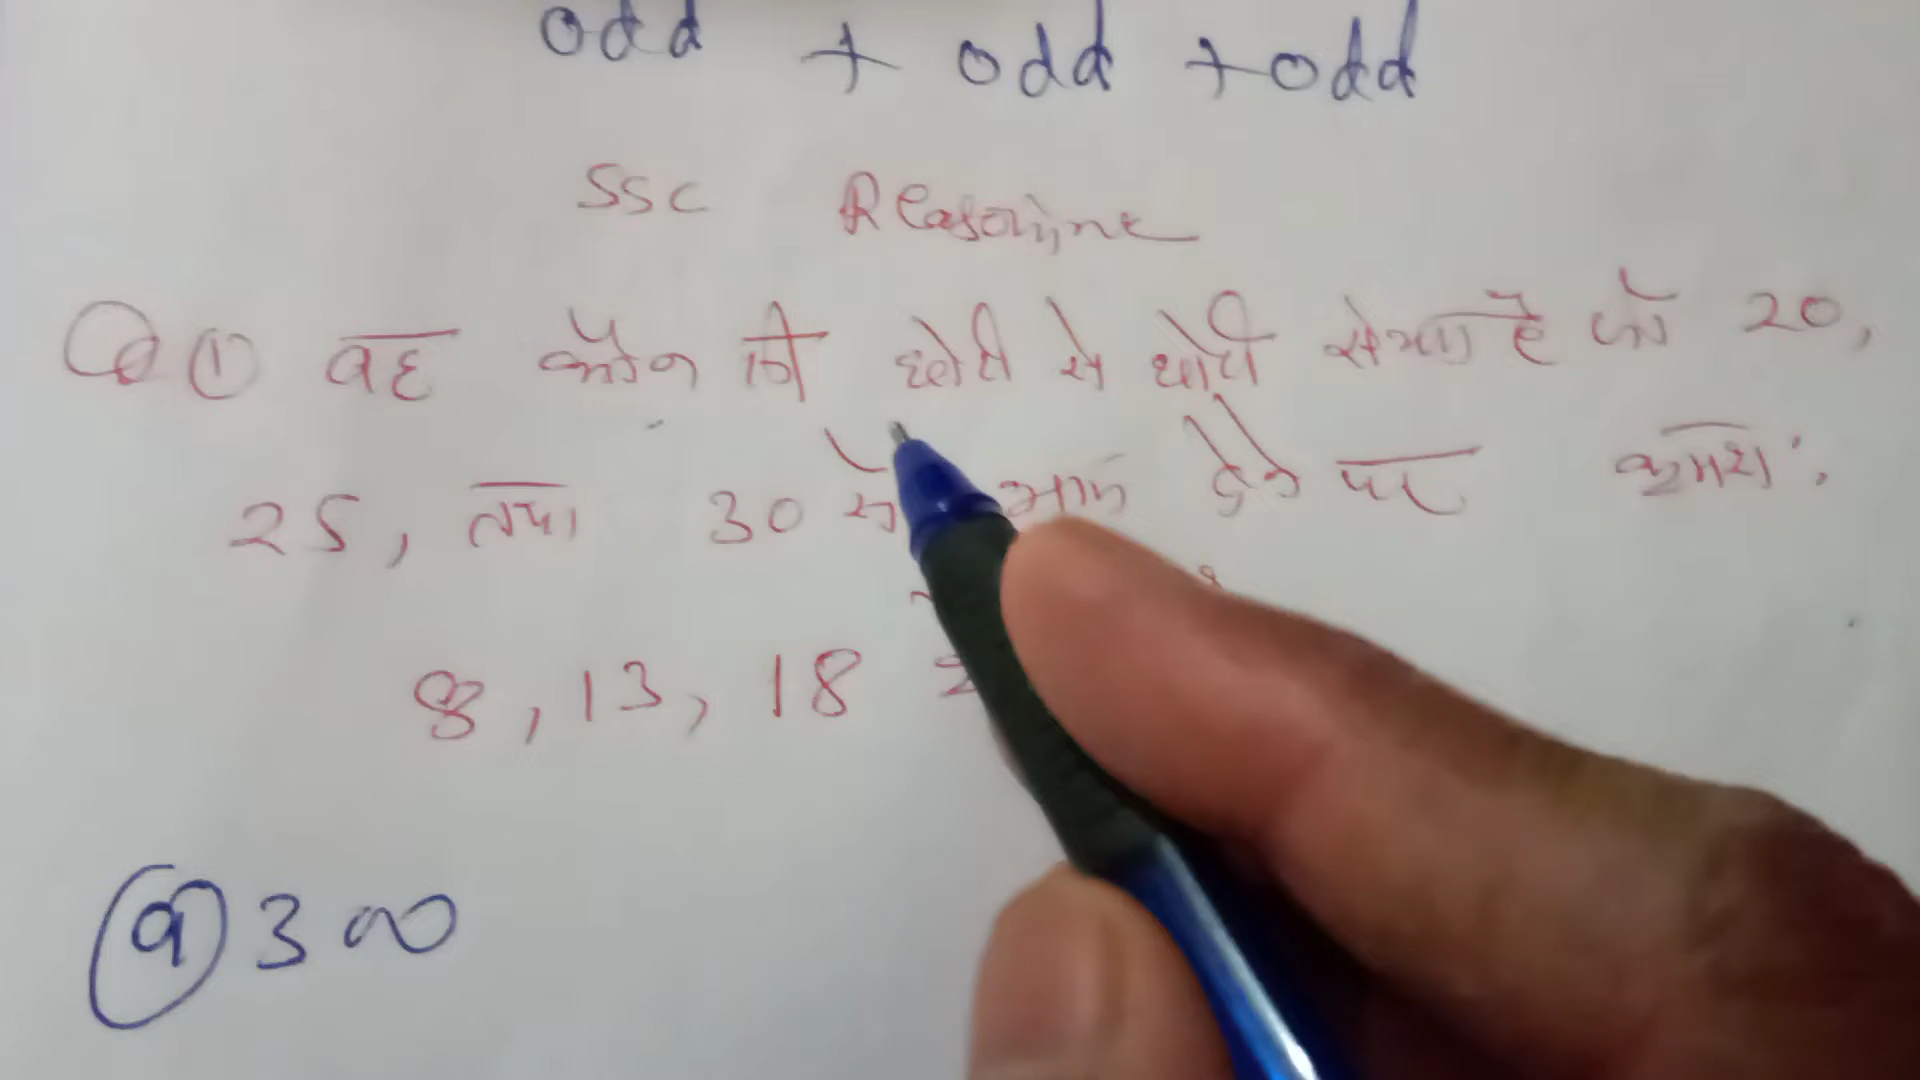 odd + odd + odd
SSC Reasoning
Q ① वह कौन सी छोटी से छोटी संख्या है जो 20,
25, तथा 30 से भाग देने पर क्रमशः
8, 13, 18
a 300